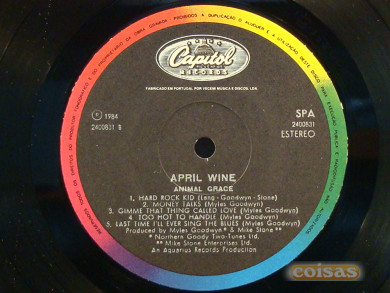 Capitol
RECORDS
FABRICADO EM PORTUGAL POR VECEMI MUSICA E DISCOS, LDA.
℗ 1984
2400831 B
SPA
2400831
ESTEREO
APRIL WINE
ANIMAL GRACE
1. HARD ROCK KID (Lang-Goodwyn-Stone)
2. MONEY TALKS (Myles Goodwyn)
3. GIMME THAT THING CALLED LOVE (Myles Goodwyn)
4. TOO HOT TO HANDLE (Myles Goodwyn)
5. LAST TIME I'LL EVER SING THE BLUES (Myles Goodwyn)
Produced by Myles Goodwyn * & Mike Stone **
* Northern Goody Two-Tunes Ltd.
** Mike Stone Enterprises Ltd.
An Aquarius Records Production
coisas